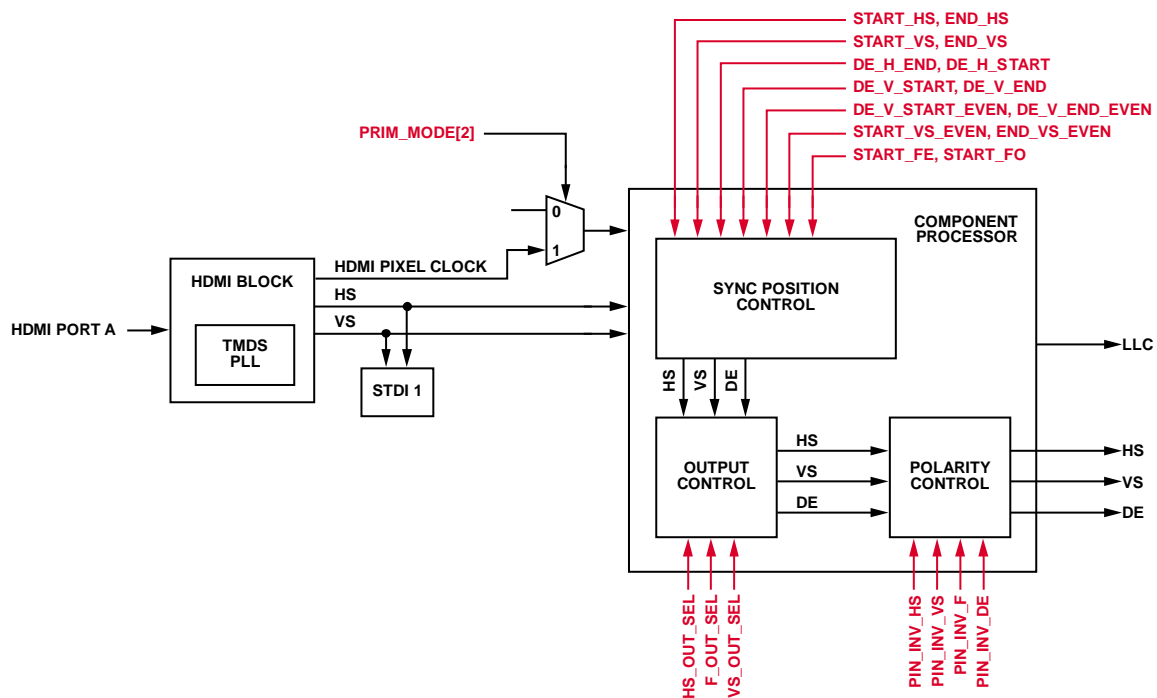 START_HS, END_HS
START_VS, END_VS
DE_H_END, DE_H_START
DE_V_START, DE_V_END
DE_V_START_EVEN, DE_V_END_EVEN
START_VS_EVEN, END_VS_EVEN
START_FE, START_FO
PRIM_MODE[2]
0
1
COMPONENT
PROCESSOR
HDMI PIXEL CLOCK
HDMI BLOCK
HS
VS
HDMI PORT A
TMDS
PLL
STDI 1
SYNC POSITION
CONTROL
LLC
HS
VS
DE
OUTPUT
CONTROL
HS
VS
DE
POLARITY
CONTROL
HS
VS
DE
HS_OUT_SEL
F_OUT_SEL
VS_OUT_SEL
PIN_INV_HS
PIN_INV_VS
PIN_INV_F
PIN_INV_DE